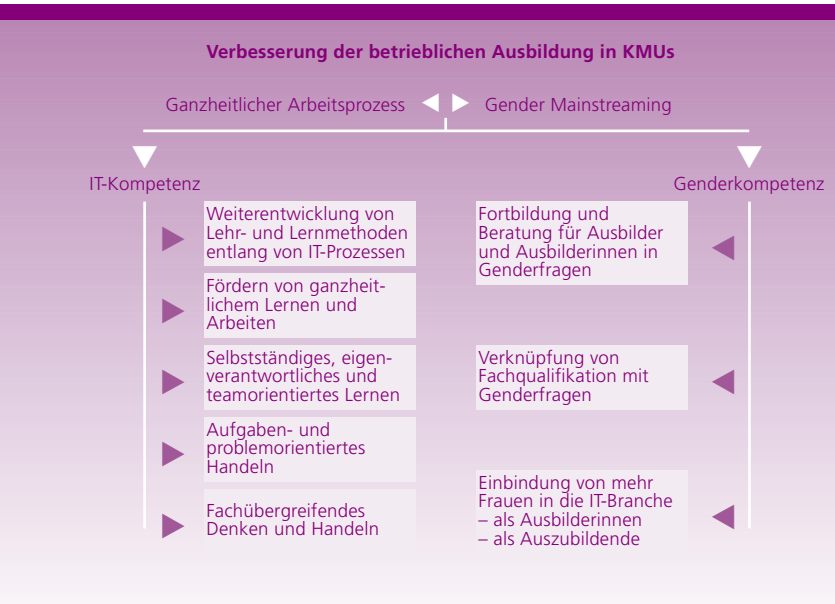 Verbesserung der betrieblichen Ausbildung in KMUs
Ganzheitlicher Arbeitsprozess
Gender Mainstreaming
IT-Kompetenz
Weiterentwicklung von
Lehr- und Lernmethoden
entlang von IT-Prozessen
Fördern von ganzheit-
lichem Lernen und
Arbeiten
Selbstständiges, eigen-
verantwortliches und
teamorientiertes Lernen
Aufgaben- und
problemorientiertes
Handeln
Fachübergreifendes
Denken und Handeln
Genderkompetenz
Fortbildung und
Beratung für Ausbilder
und Ausbilderinnen in
Genderfragen
Verknüpfung von
Fachqualifikation mit
Genderfragen
Einbindung von mehr
Frauen in die IT-Branche
– als Ausbilderinnen
– als Auszubildende